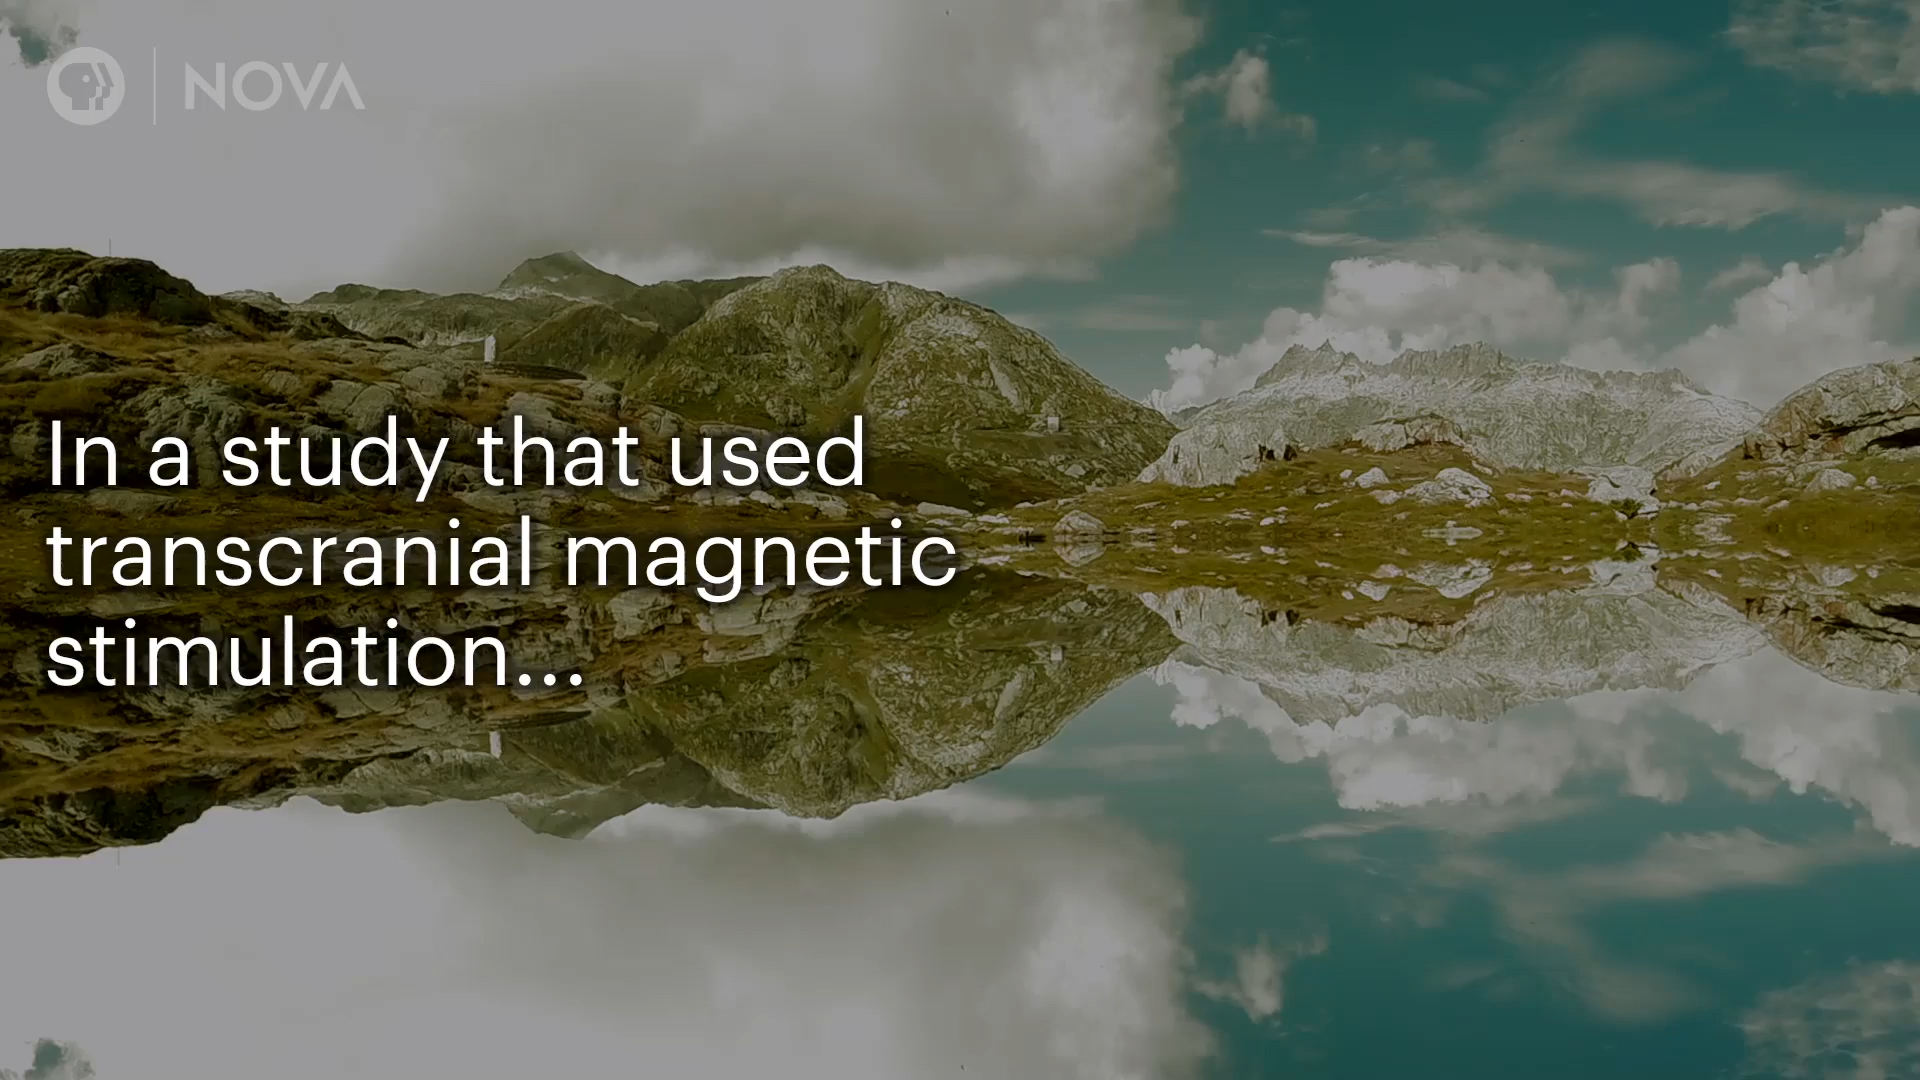 NOVA
In a study that used
transcranial magnetic
stimulation...